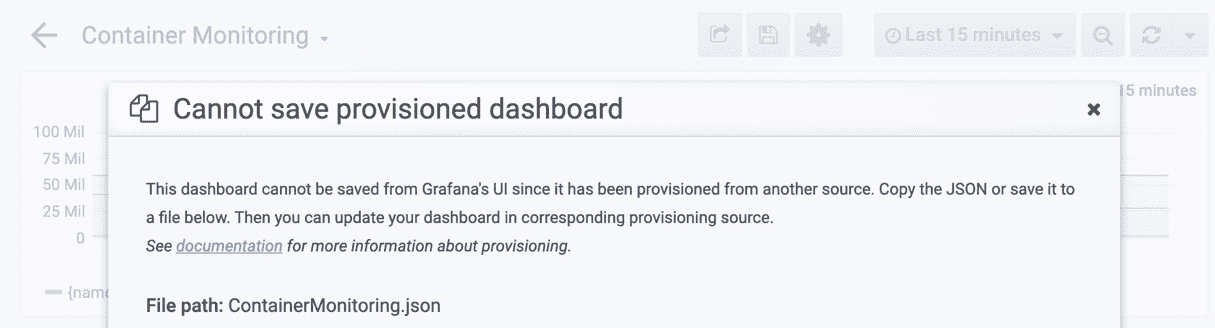 Container Monitoring
Last 15 minutes
Cannot save provisioned dashboard
15 minutes
100 Mil
75 Mil
50 Mil
25 Mil
0
This dashboard cannot be saved from Grafana's UI since it has been provisioned from another source. Copy the JSON or save it to
a file below. Then you can update your dashboard in corresponding provisioning source.
See documentation for more information about provisioning.
{name
File path: ContainerMonitoring.json